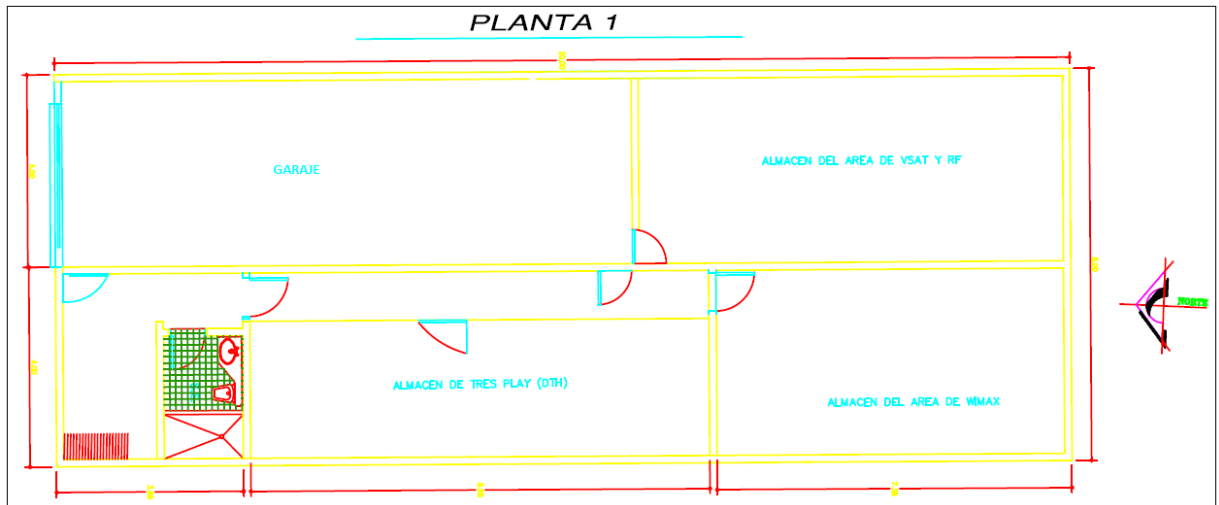 PLANTA 1
GARAJE
ALMACEN DEL AREA DE VSAT Y RF
NORTE
ALMACEN DE TRES PLAY (DTH)
ALMACEN DEL AREA DE WIMAX